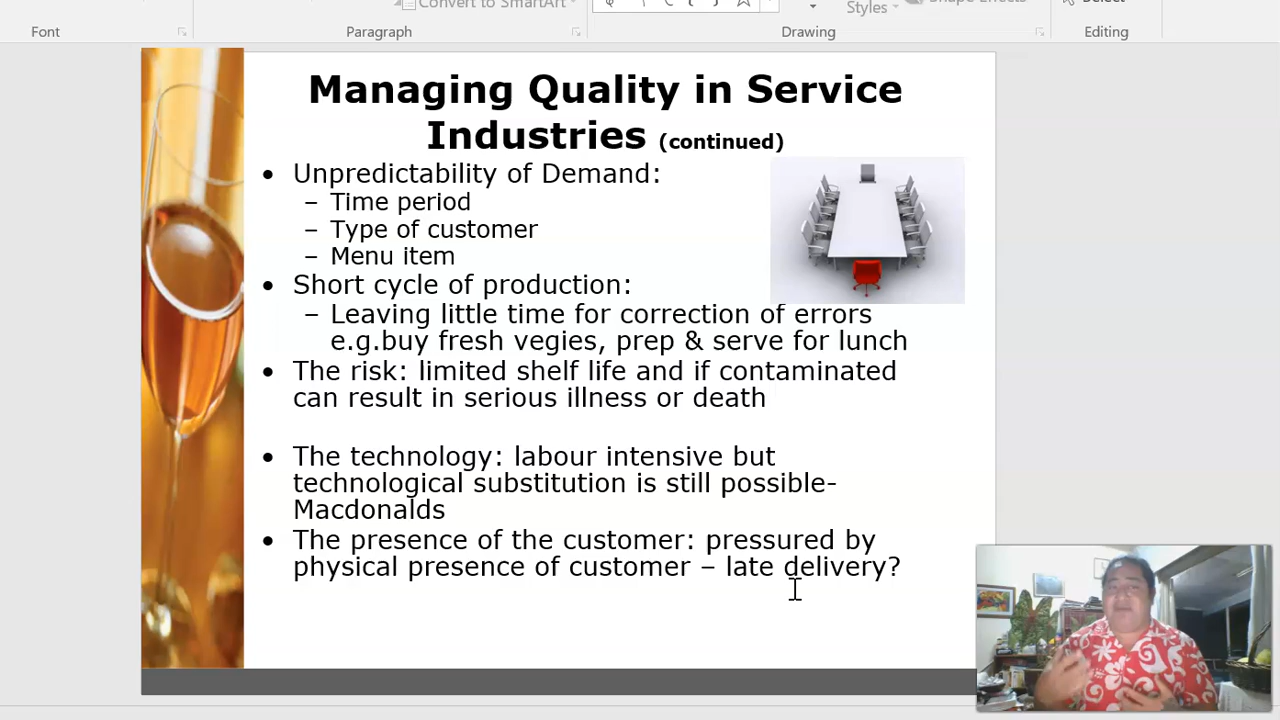 Convert to SmartArt
Styles
Shape Effects
Select
Font
Paragraph
Drawing
Editing
Managing Quality in Service
Industries (continued)
• Unpredictability of Demand:
– Time period
– Type of customer
– Menu item
• Short cycle of production:
– Leaving little time for correction of errors
e.g.buy fresh vegies, prep & serve for lunch
• The risk: limited shelf life and if contaminated
can result in serious illness or death
• The technology: labour intensive but
technological substitution is still possible-
Macdonalds
• The presence of the customer: pressured by
physical presence of customer – late delivery?